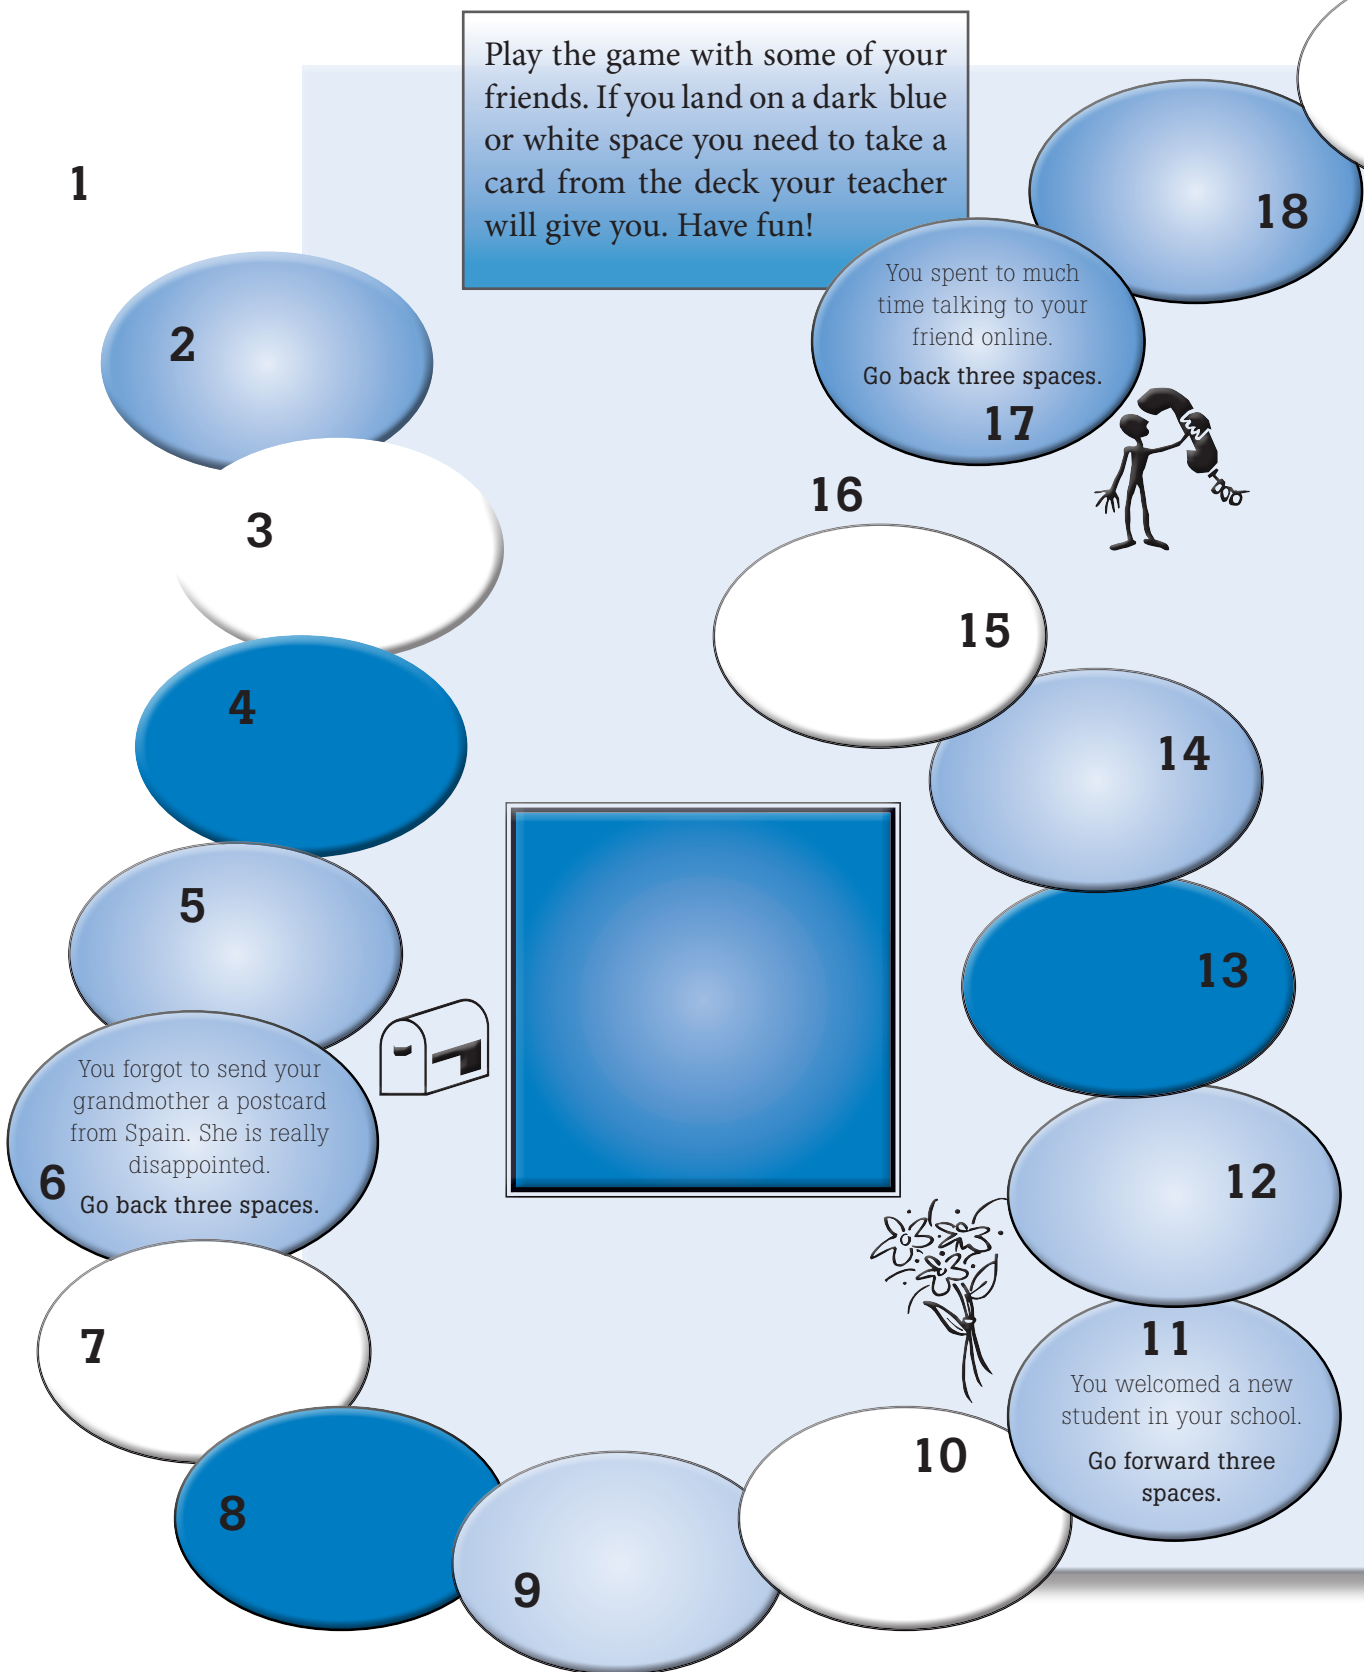 Play the game with some of your
friends. If you land on a dark blue
or white space you need to take a
card from the deck your teacher
will give you. Have fun!
1
2
3
4
5
You forgot to send your
grandmother a postcard
from Spain. She is really
disappointed.
6
Go back three spaces.
7
8
9
10
11
You welcomed a new
student in your school.
Go forward three
spaces.
12
13
14
15
16
You spent to much
time talking to your
friend online.
Go back three spaces.
17
18